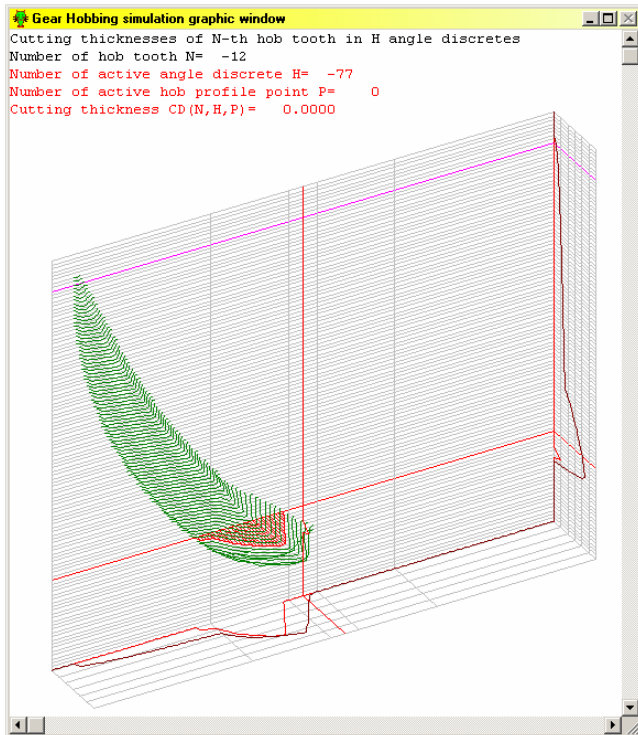 Gear Hobbing simulation graphic window
Cutting thicknesses of N-th hob tooth in H angle discretes
Number of hob tooth N=  -12
Number of active angle discrete H=  -77
Number of active hob profile point P=    0
Cutting thickness CD(N,H,P)=   0.0000